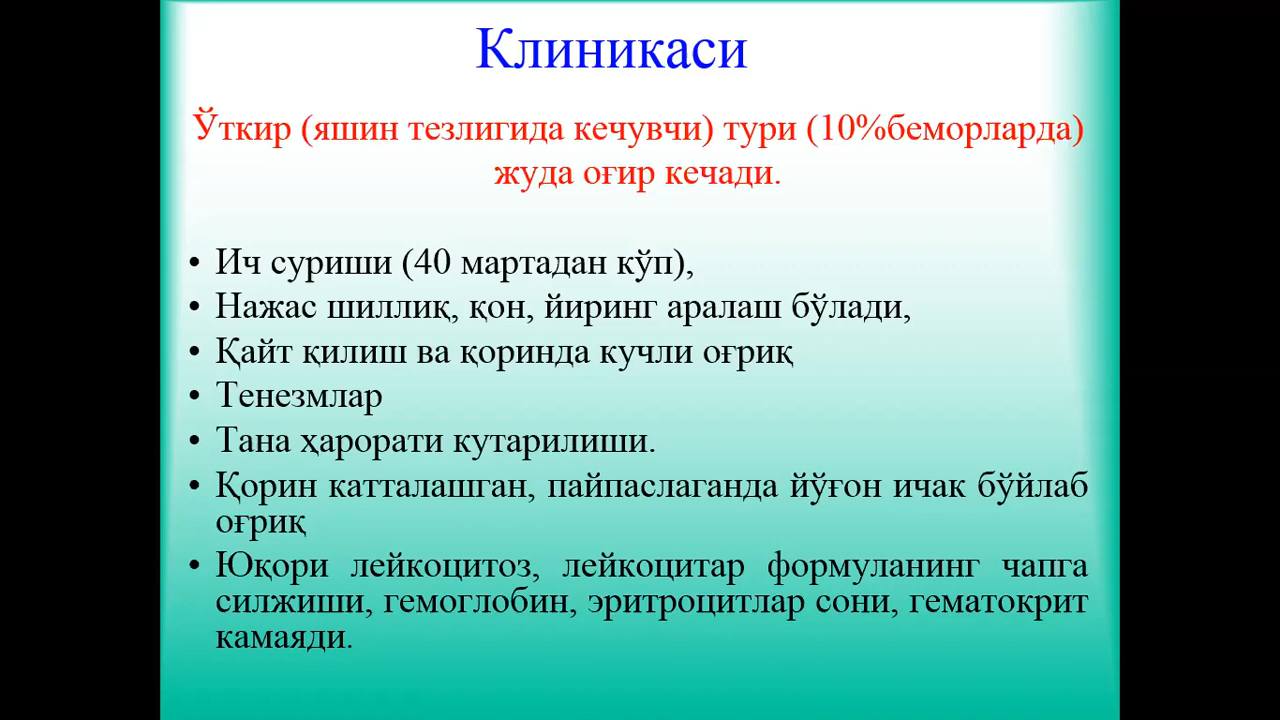 Клиникаси
Ўткир (яшин тезлигида кечувчи) тури (10%беморларда)
жуда оғир кечади.
• Ич суриши (40 мартадан кўп),
• Нажас шиллиқ, қон, йиринг аралаш бўлади,
• Қайт қилиш ва қоринда кучли оғриқ
• Тенезмлар
• Тана ҳарорати кутарилиши.
• Қорин катталашган, пайпаслаганда йўғон ичак бўйлаб
оғриқ
• Юқори лейкоцитоз, лейкоцитар формуланинг чапга
силжиши, гемоглобин, эритроцитлар сони, гематокрит
камаяди.